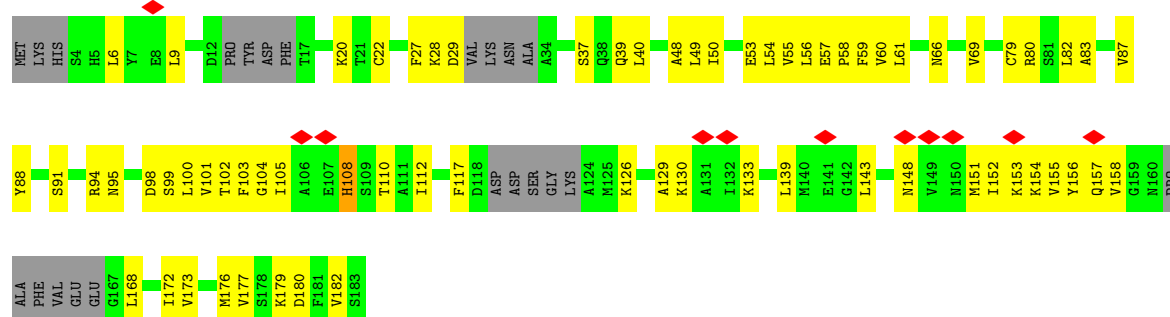 MET LYS HIS S4 H5 L6 Y7 E8 L9 D12 PRO TYR ASP PHE T17 K20 T21 C22 F27 K28 D29 VAL LYS ASN ALA A34 S37 Q38 Q39 L40 A48 L49 I50 E53 L54 V55 L56 E57 P58 F59 V60 L61 N66 V69 C79 R80 S81 L82 A83 V87
Y88 S91 R94 N95 D98 S99 L100 V101 T102 F103 G104 I105 A106 E107 H108 S109 T110 A111 I112 F117 D118 ASP ASP SER GLY LYS A124 M125 K126 A129 K130 A131 I132 K133 L139 M140 E141 G142 L143 N148 V149 N150 M151 I152 K153 K154 V155 Y156 Q157 V158 G159 N160
ALA PHE VAL GLU GLU G167 L168 I172 V173 M176 V177 S178 K179 D180 F181 V182 S183